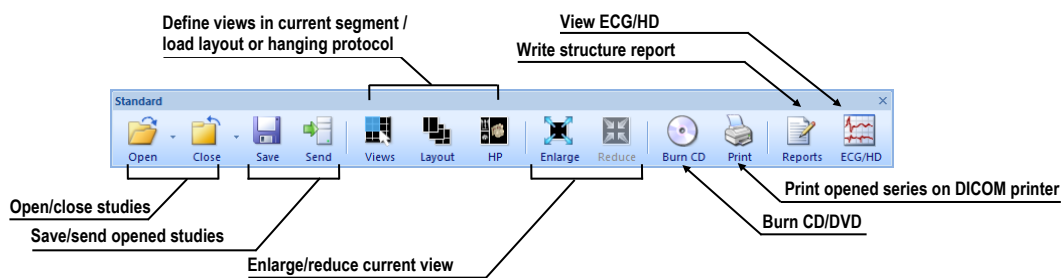 Define views in current segment /
load layout or hanging protocol
View ECG/HD
Write structure report
Standard
Open
Close
Save
Send
Views
Layout
HP
Enlarge
Reduce
Burn CD
Print
Reports
ECG/HD
Print opened series on DICOM printer
Open/close studies
Burn CD/DVD
Save/send opened studies
Enlarge/reduce current view